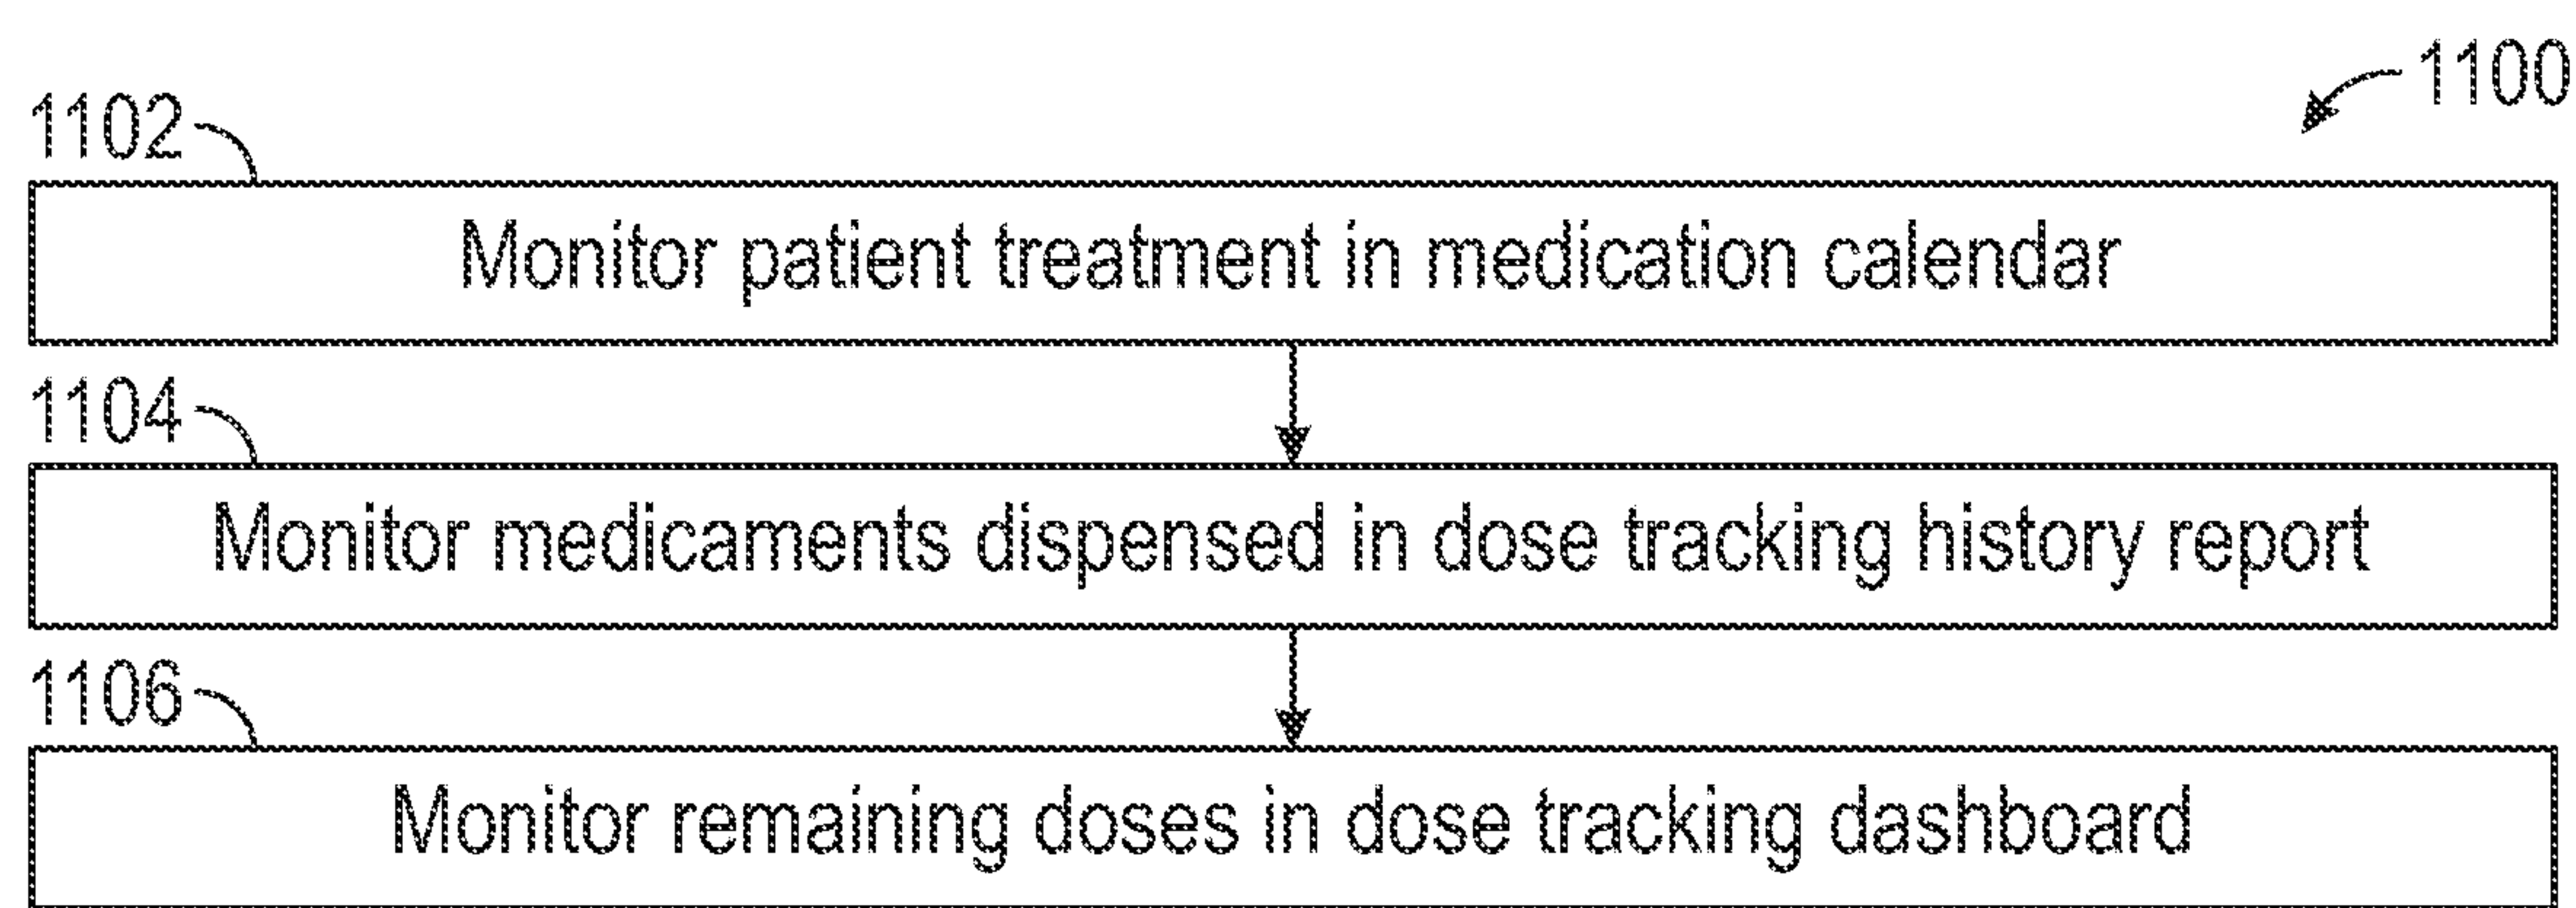 1100
1102
Monitor patient treatment in medication calendar
1104
Monitor medicaments dispensed in dose tracking history report
1106
Monitor remaining doses in dose tracking dashboard